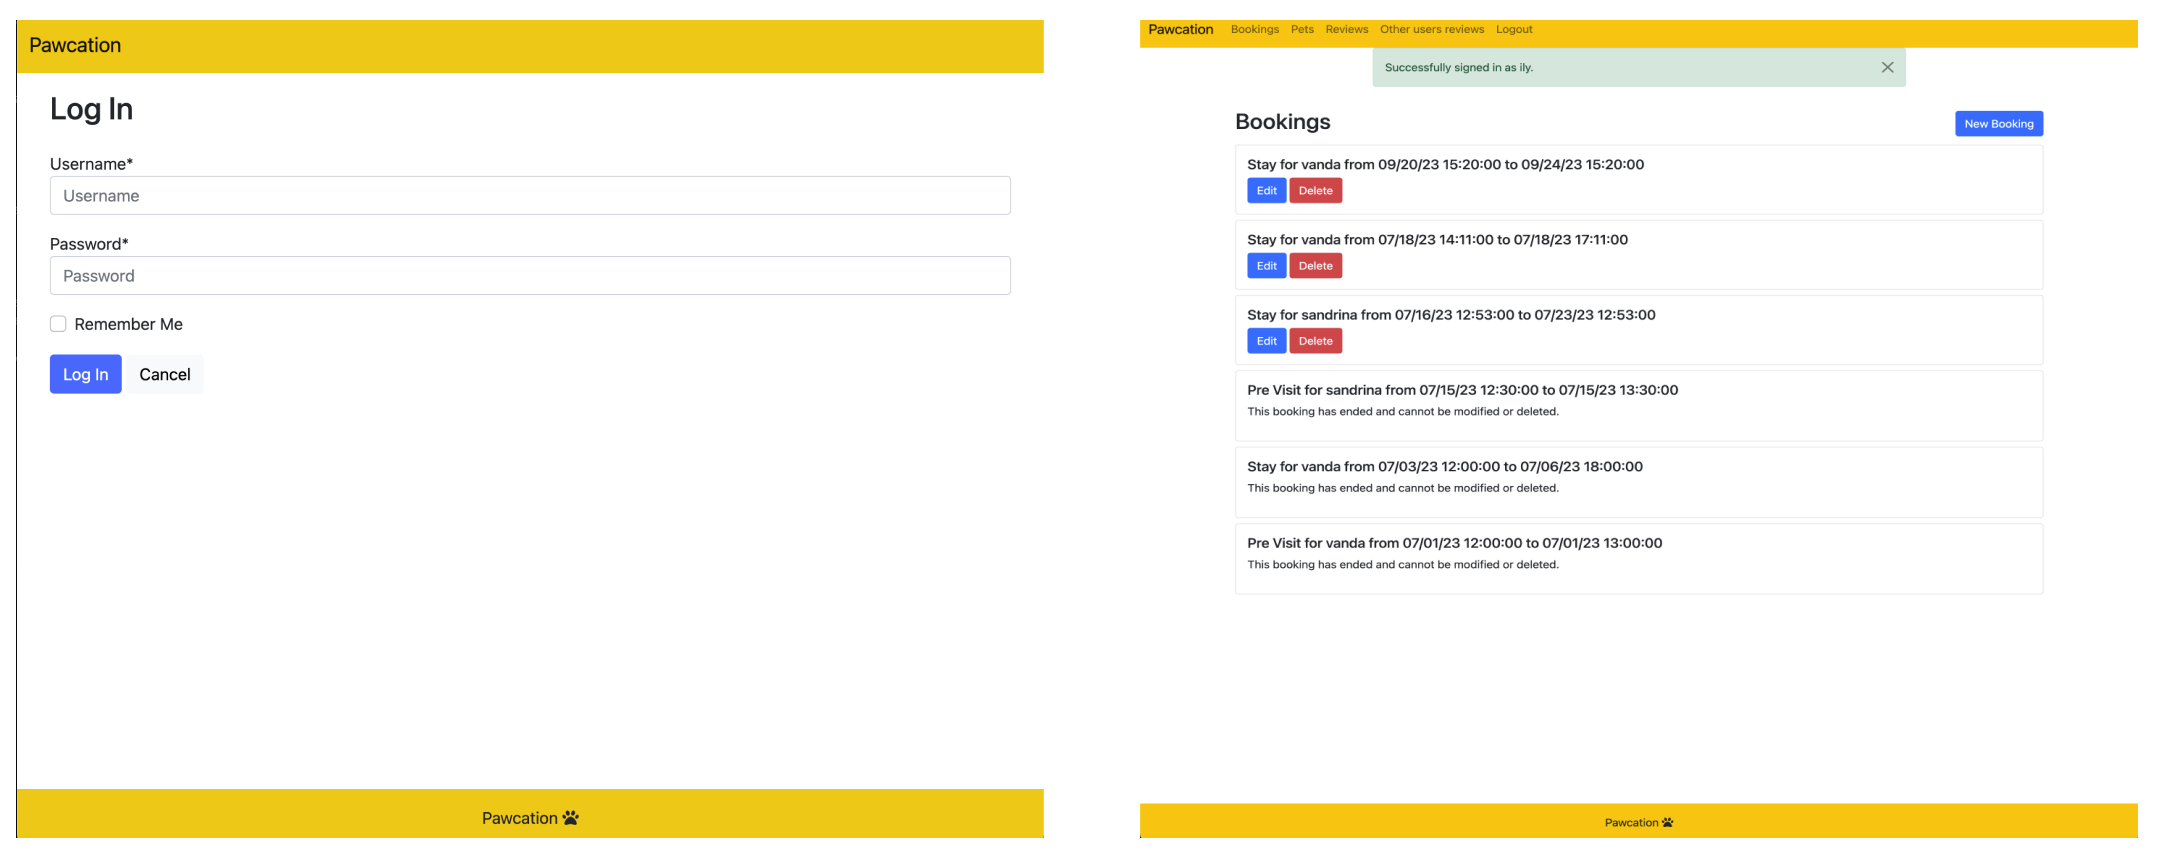 Pawcation
Log In
Username*
Username
Password*
Password
Remember Me
Log In Cancel
Pawcation
Pawcation Bookings Pets Reviews Other users reviews Logout
Successfully signed in as ily.
Bookings
New Booking
Stay for vanda from 09/20/23 15:20:00 to 09/24/23 15:20:00
Edit Delete
Stay for vanda from 07/18/23 14:11:00 to 07/18/23 17:11:00
Edit Delete
Stay for sandrina from 07/16/23 12:53:00 to 07/23/23 12:53:00
Edit Delete
Pre Visit for sandrina from 07/15/23 12:30:00 to 07/15/23 13:30:00
This booking has ended and cannot be modified or deleted.
Stay for vanda from 07/03/23 12:00:00 to 07/06/23 18:00:00
This booking has ended and cannot be modified or deleted.
Pre Visit for vanda from 07/01/23 12:00:00 to 07/01/23 13:00:00
This booking has ended and cannot be modified or deleted.
Pawcation